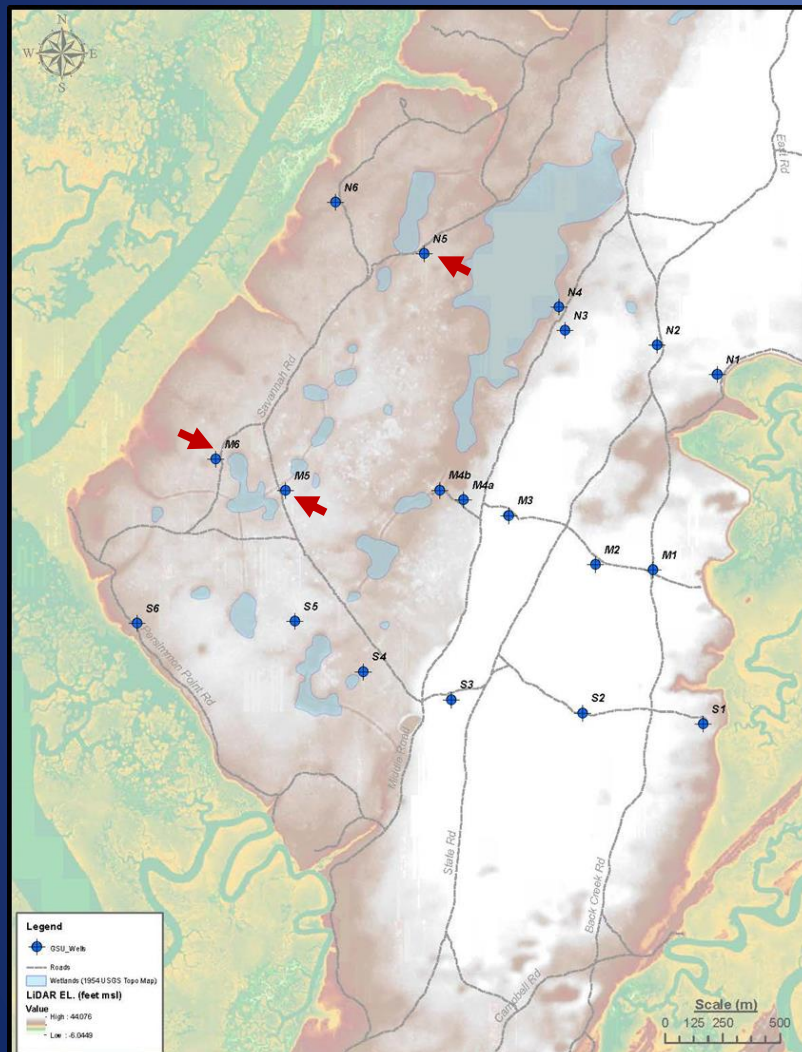 N
W E
S
East Rd
N6
N5
N4
N3
N2
N1
Savannah Rd
M6
M5
M4b
M4a
M3
M2
M1
S6
S5
S4
S3
S2
S1
Persimmon Point Rd
Middle Road
State Rd
Back Creek Rd
Campbell Rd
Legend
GSU_Wells
Roads
Wetlands (1954 USGS Topo Map)
LiDAR EL. (feet msl)
Value
High : 44.076
Low : -6.0449
Scale (m)
0 125 250 500